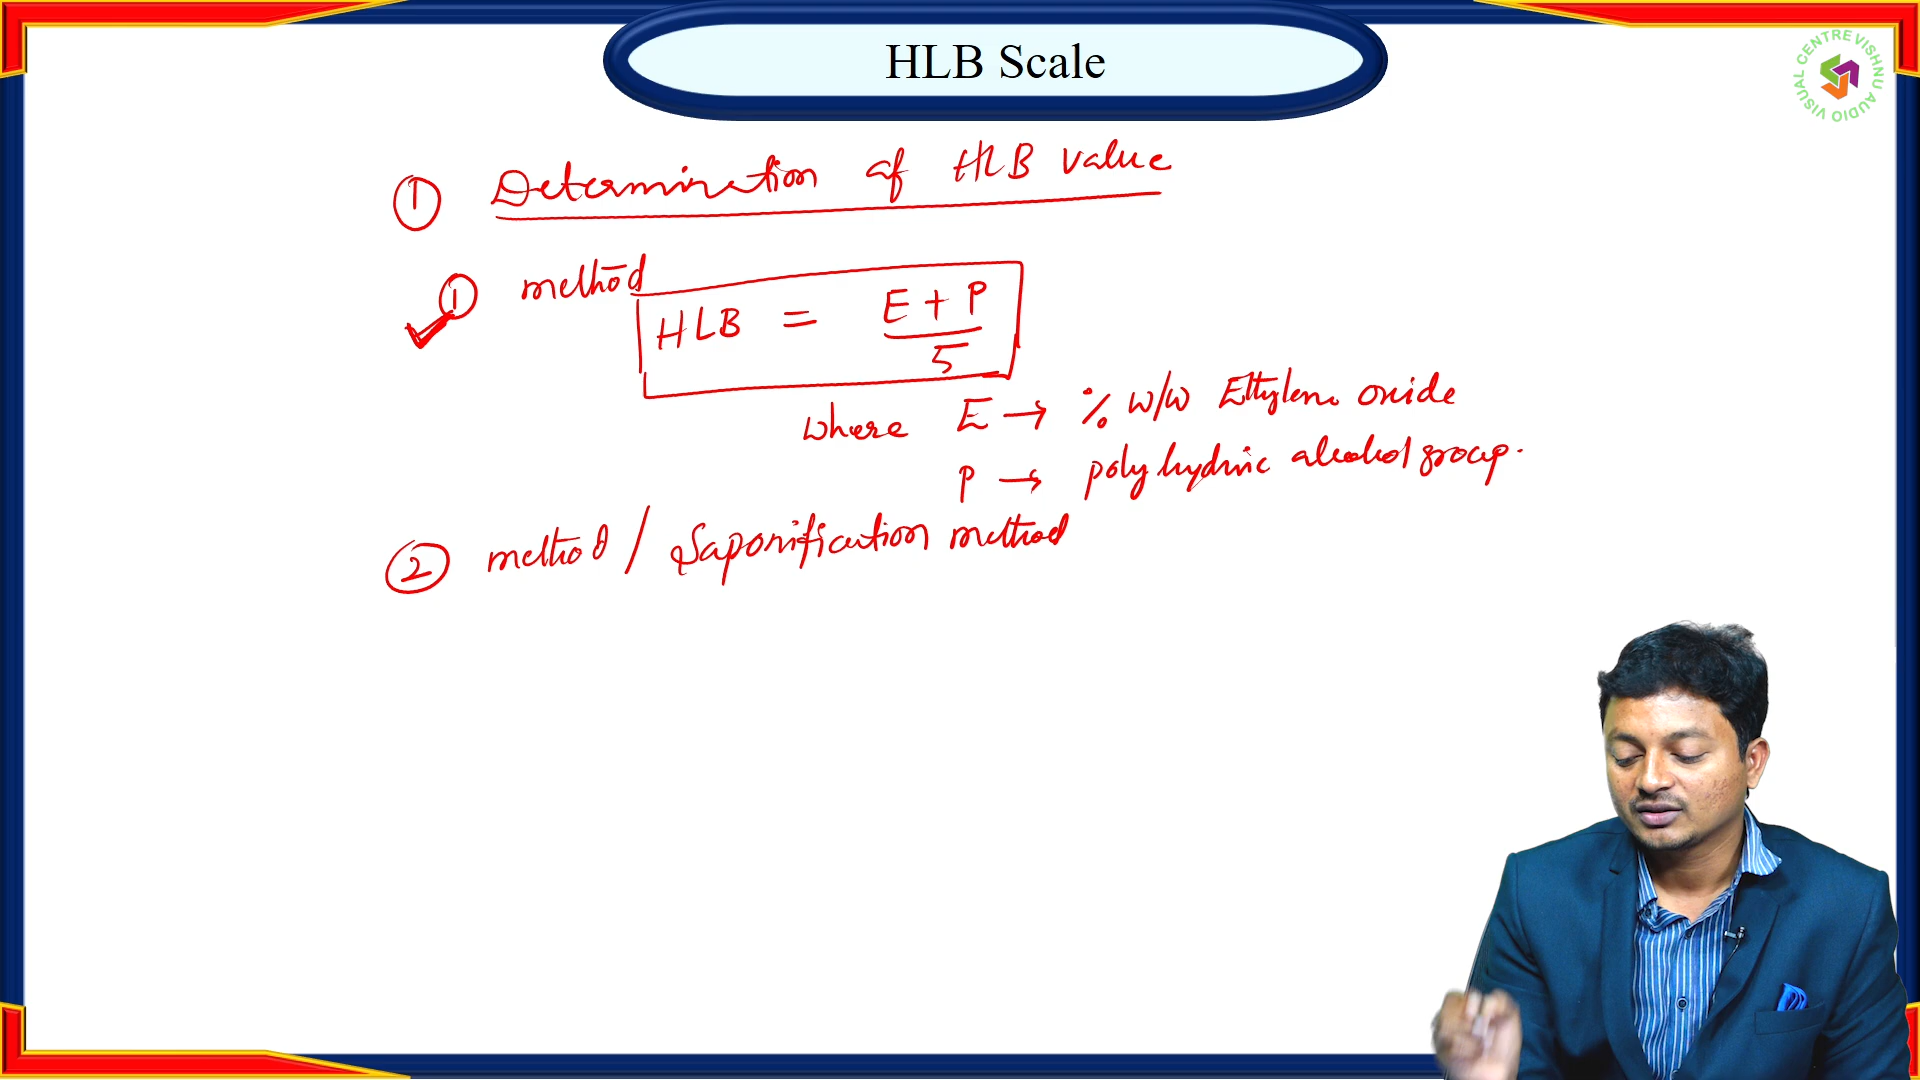 HLB Scale
VISUAL CENTRE VISHNU AUDIO
① Determination of HLB value
① method
HLB = E + P / 5
where E → % w/w Ethylene oxide
P → polyhydric alcohol group.
② method / Saponification method